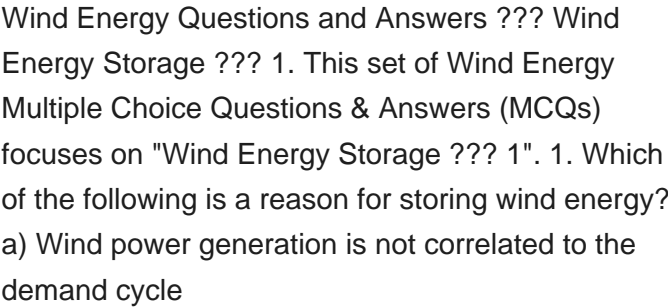 Wind Energy Questions and Answers ??? Wind
Energy Storage ??? 1. This set of Wind Energy
Multiple Choice Questions & Answers (MCQs)
focuses on "Wind Energy Storage ??? 1". 1. Which
of the following is a reason for storing wind energy?
a) Wind power generation is not correlated to the
demand cycle